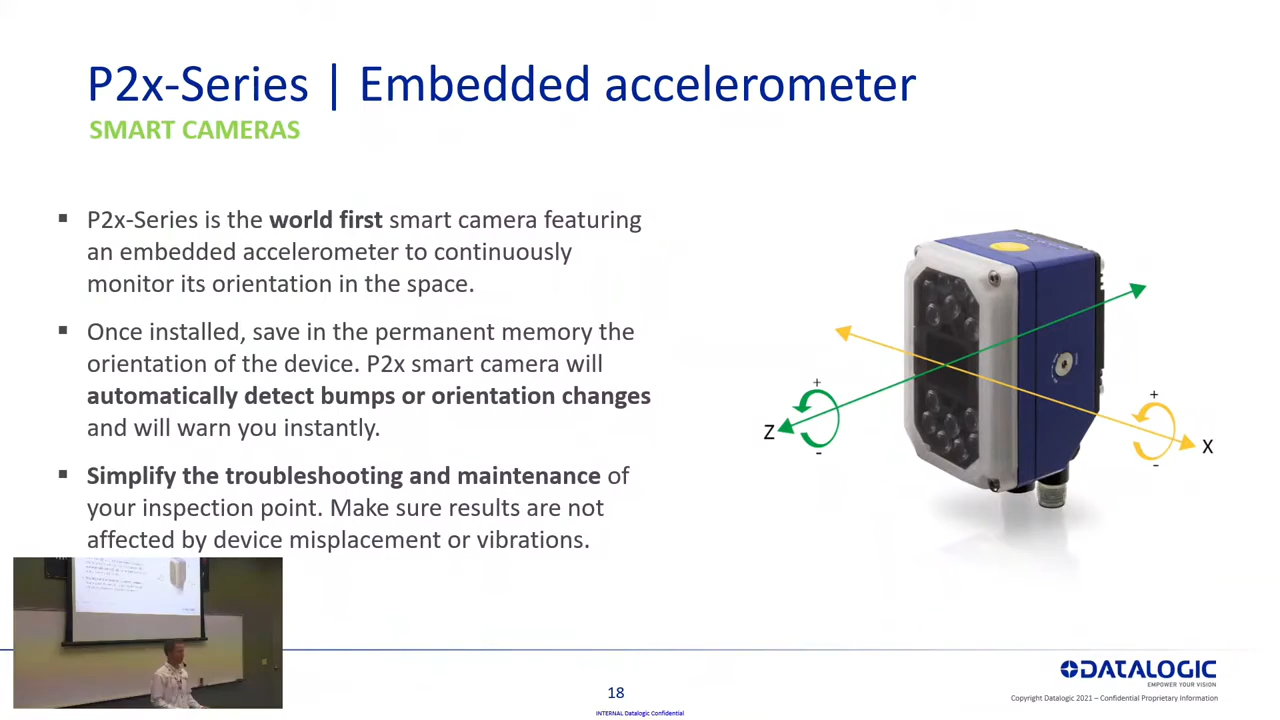 P2x-Series | Embedded accelerometer
SMART CAMERAS
▪ P2x-Series is the world first smart camera featuring
an embedded accelerometer to continuously
monitor its orientation in the space.
▪ Once installed, save in the permanent memory the
orientation of the device. P2x smart camera will
automatically detect bumps or orientation changes
and will warn you instantly.
▪ Simplify the troubleshooting and maintenance of
your inspection point. Make sure results are not
affected by device misplacement or vibrations.
+
Z
-
+
X
-
DATALOGIC
EMPOWER YOUR VISION
18
Copyright Datalogic 2021 – Confidential Proprietary Information
INTERNAL Datalogic Confidential